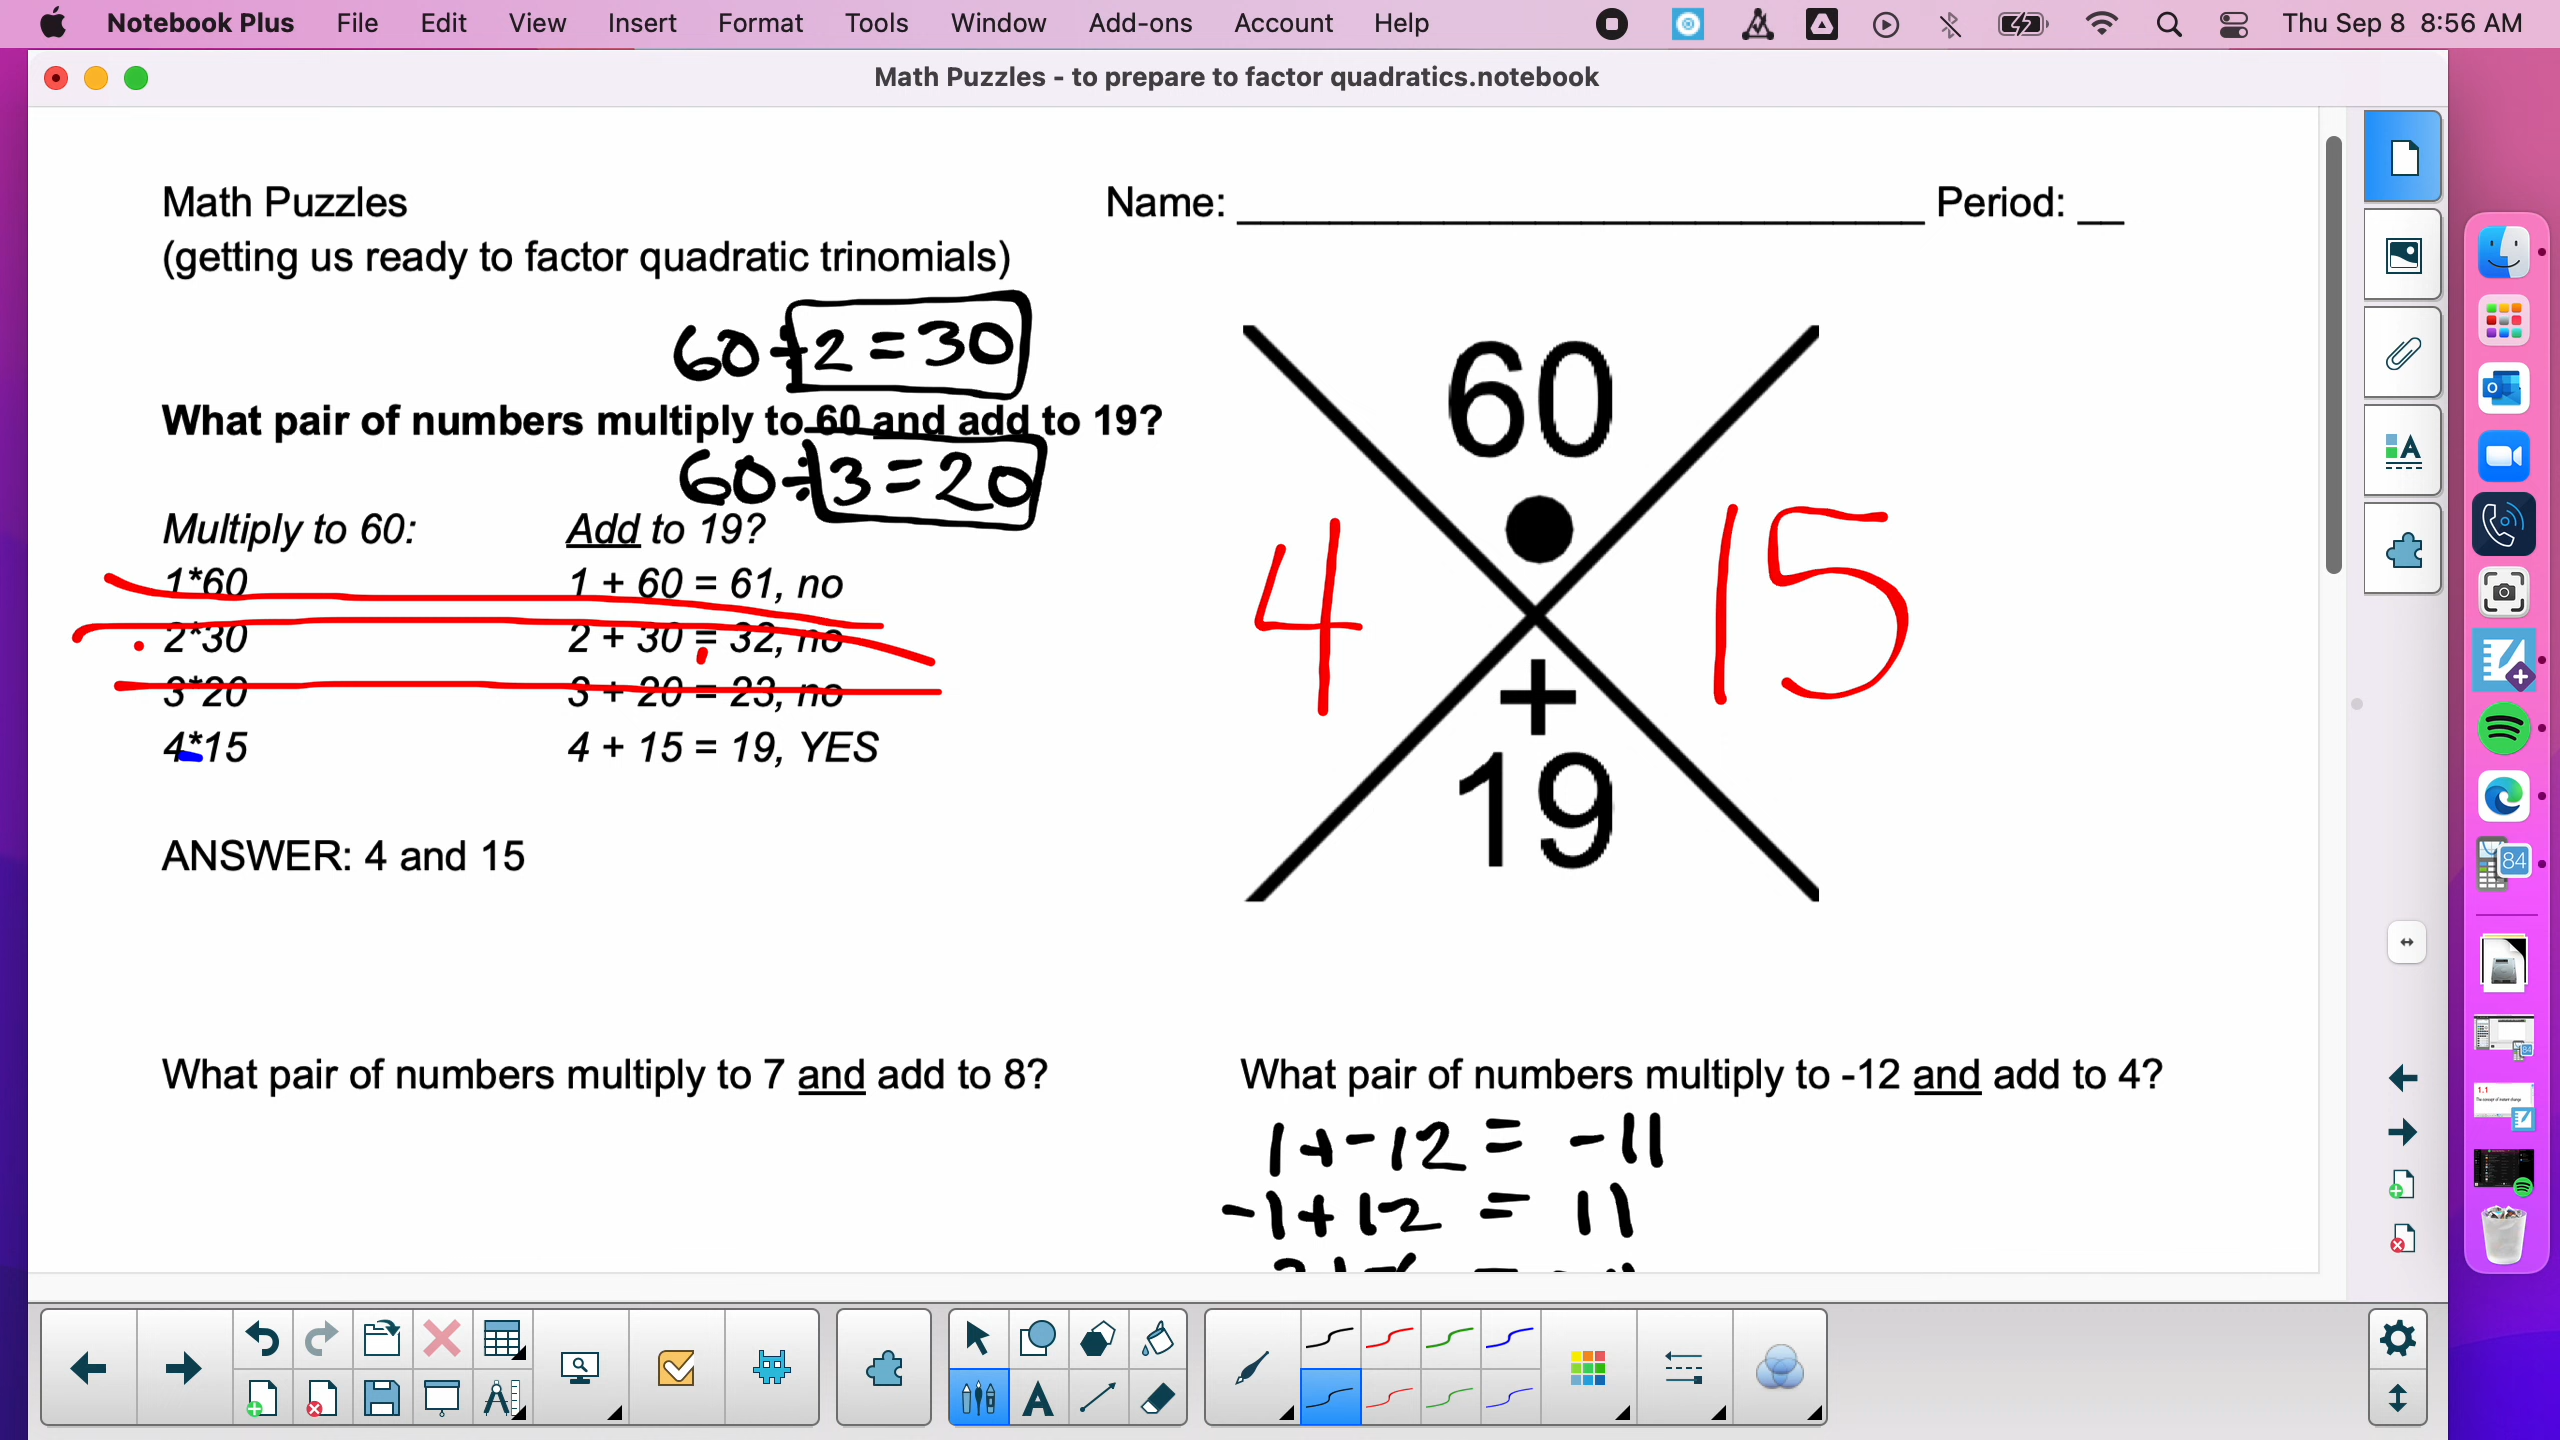 Notebook Plus File Edit View Insert Format Tools Window Add-ons Account Help Thu Sep 8 8:56 AM
Math Puzzles - to prepare to factor quadratics.notebook
Math Puzzles
Name: ______________________________ Period: __
(getting us ready to factor quadratic trinomials)
60÷2=30
What pair of numbers multiply to 60 and add to 19?
60÷3=20
Multiply to 60: Add to 19?
1*60 1 + 60 = 61, no
2*30 2 + 30 = 32, no
3*20 3 + 20 = 23, no
4*15 4 + 15 = 19, YES
ANSWER: 4 and 15
60
4 15
+
19
What pair of numbers multiply to 7 and add to 8?
What pair of numbers multiply to -12 and add to 4?
1+-12 = -11
-1+12 = 11
84
A
A